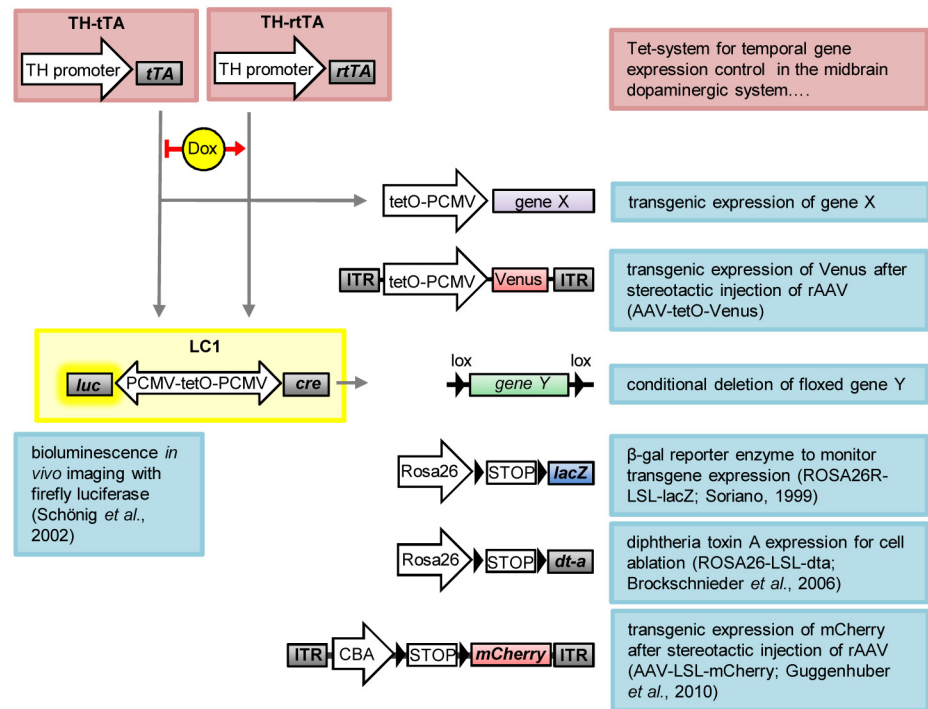 TH-tTA
TH promoter
tTA
TH-rtTA
TH promoter
rtTA
Tet-system for temporal gene
expression control in the midbrain
dopaminergic system....
Dox
tetO-PCMV
gene X
transgenic expression of gene X
ITR
tetO-PCMV
Venus
ITR
transgenic expression of Venus after
stereotactic injection of rAAV
(AAV-tetO-Venus)
LC1
luc
PCMV-tetO-PCMV
cre
lox
lox
gene Y
conditional deletion of floxed gene Y
bioluminescence in
vivo imaging with
firefly luciferase
(Schönig et al.,
2002)
Rosa26
STOP
lacZ
β-gal reporter enzyme to monitor
transgene expression (ROSA26R-
LSL-lacZ; Soriano, 1999)
Rosa26
STOP
dt-a
diphtheria toxin A expression for cell
ablation (ROSA26-LSL-dta;
Brockschnieder et al., 2006)
ITR
CBA
STOP
mCherry
ITR
transgenic expression of mCherry
after stereotactic injection of rAAV
(AAV-LSL-mCherry; Guggenhuber
et al., 2010)